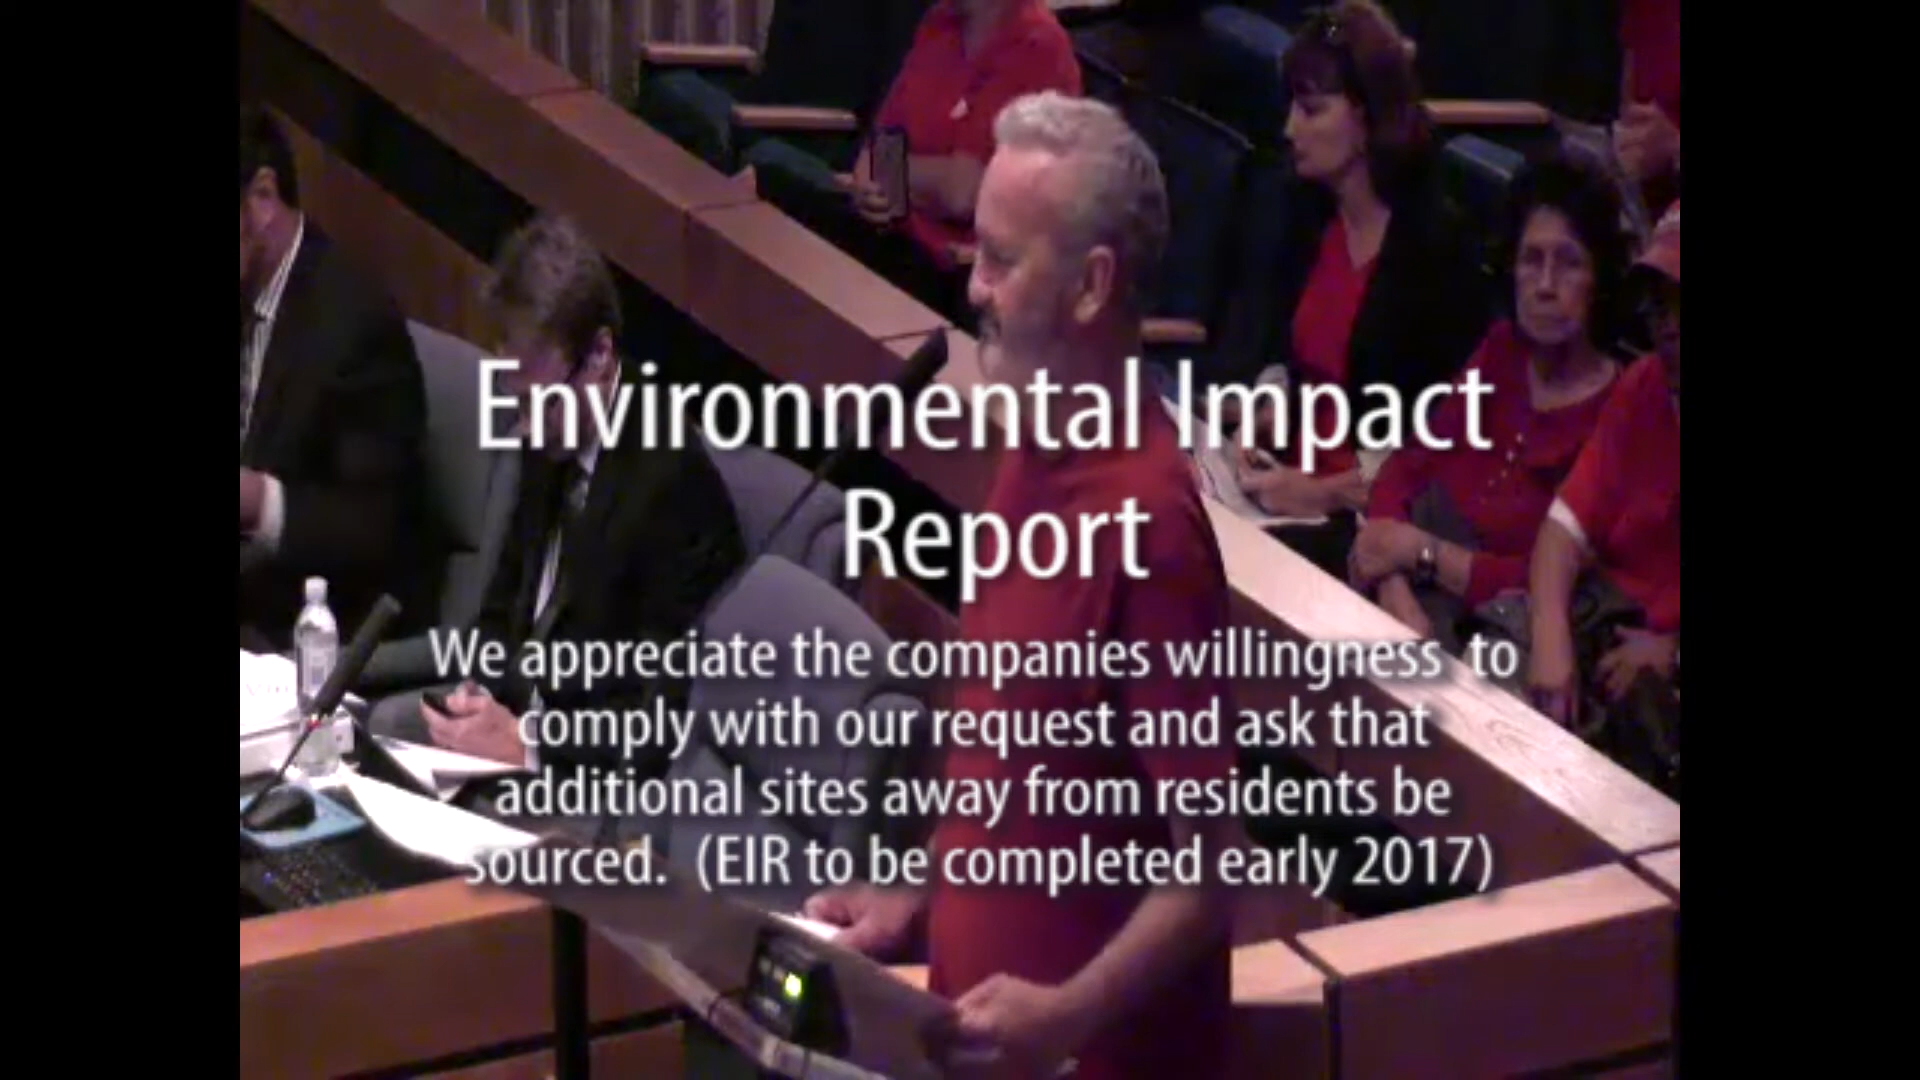 Environmental Impact
Report
We appreciate the companies willingness to
comply with our request and ask that
additional sites away from residents be
sourced. (EIR to be completed early 2017)